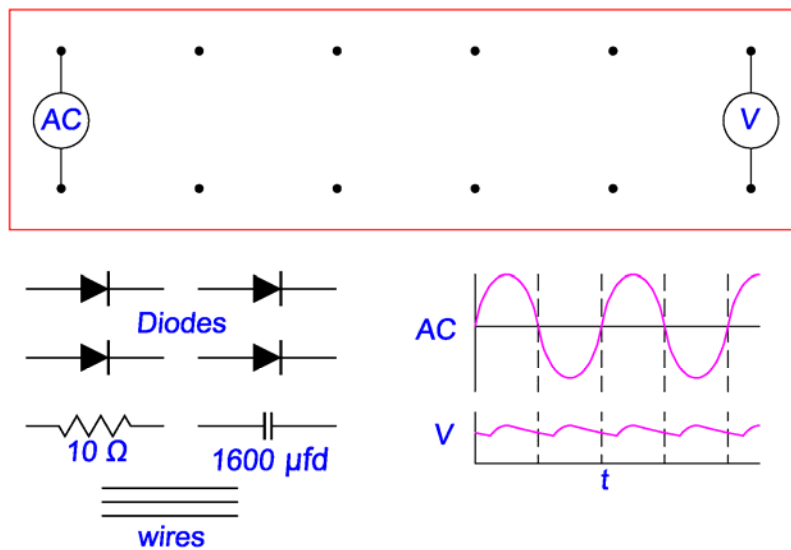 AC
V
Diodes
10 Ω
1600 μfd
wires
AC
V
t